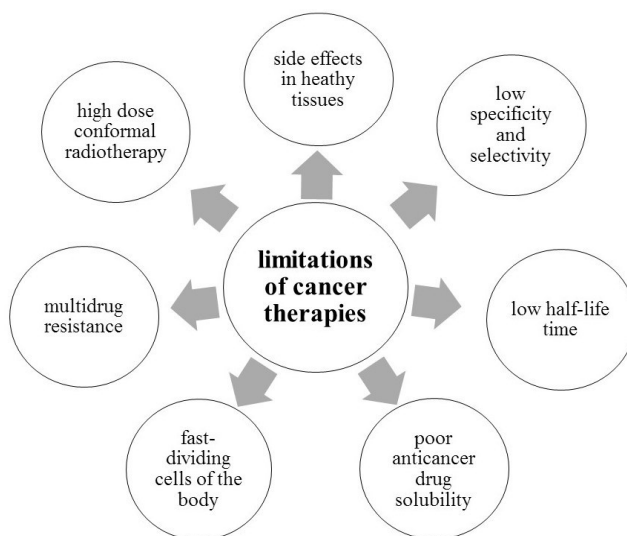 side effects
in heathy
tissues
low
specificity
and
selectivity
low half-life
time
poor
anticancer
drug
solubility
fast-
dividing
cells of the
body
multidrug
resistance
high dose
conformal
radiotherapy
limitations
of cancer
therapies